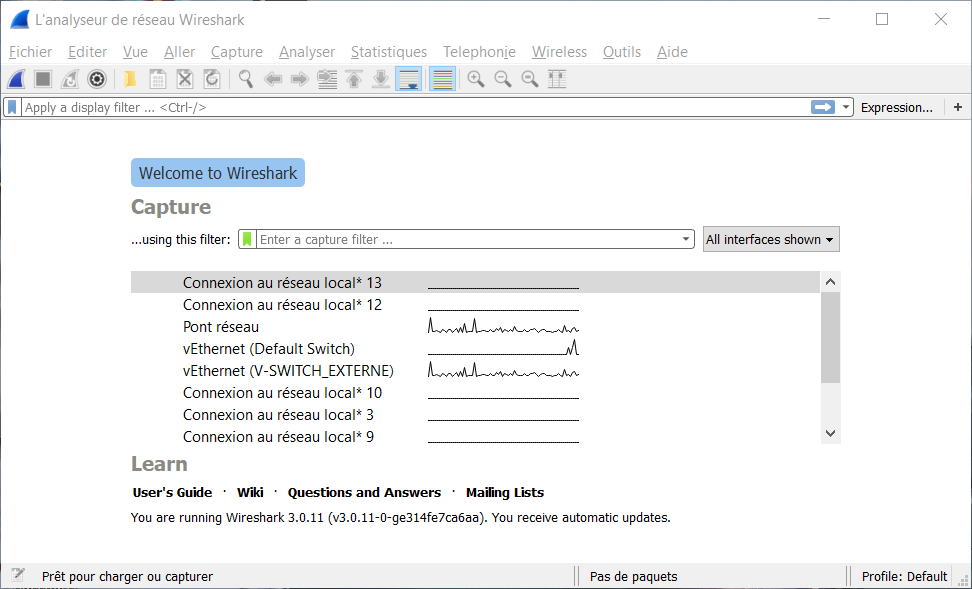 L'analyseur de réseau Wireshark
Fichier Editer Vue Aller Capture Analyser Statistiques Telephonie Wireless Outils Aide
Apply a display filter ... <Ctrl-/> Expression... +
Welcome to Wireshark
Capture
...using this filter: Enter a capture filter ... All interfaces shown
Connexion au réseau local* 13
Connexion au réseau local* 12
Pont réseau
vEthernet (Default Switch)
vEthernet (V-SWITCH_EXTERNE)
Connexion au réseau local* 10
Connexion au réseau local* 3
Connexion au réseau local* 9
Learn
User's Guide · Wiki · Questions and Answers · Mailing Lists
You are running Wireshark 3.0.11 (v3.0.11-0-ge314fe7ca6aa). You receive automatic updates.
Prêt pour charger ou capturer Pas de paquets Profile: Default